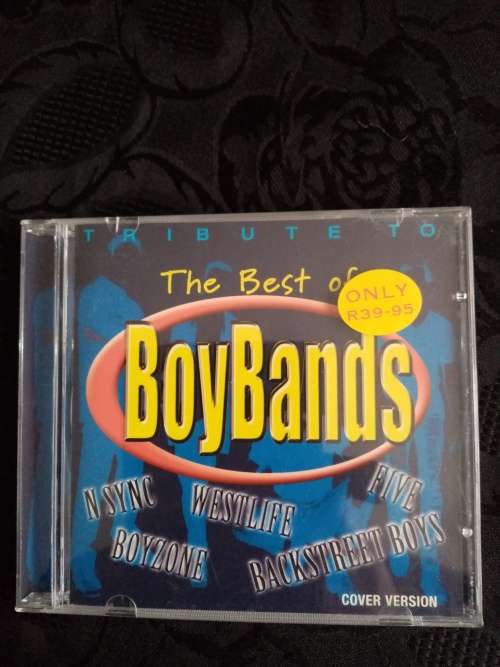 TRIBUTE TO
The Best of
ONLY
R39-95
BoyBands
N SYNC WESTLIFE FIVE
BOYZONE BACKSTREET BOYS
COVER VERSION